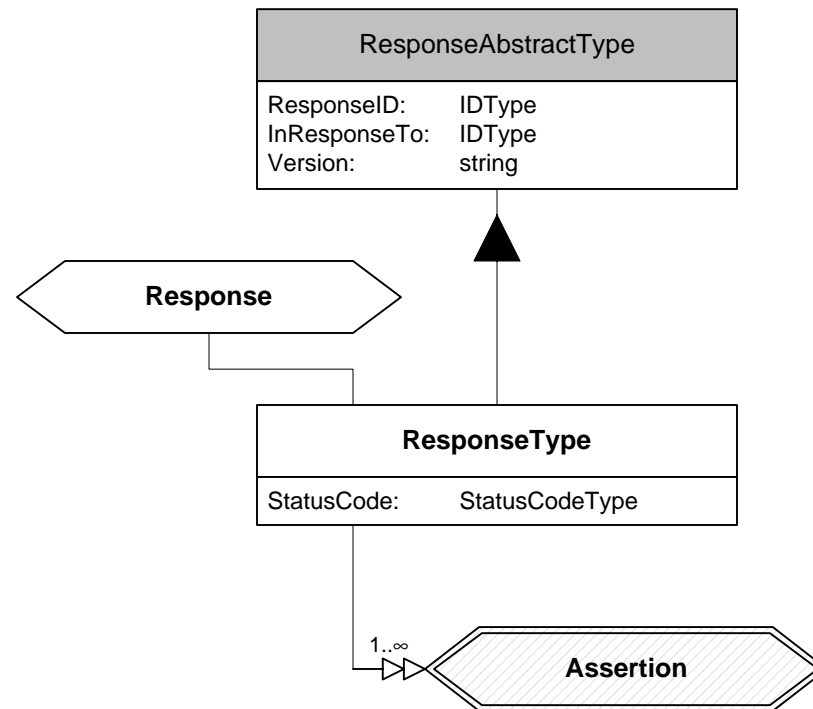 ResponseAbstractType
ResponseID: IDType
InResponseTo: IDType
Version: string
Response
ResponseType
StatusCode: StatusCodeType
1..∞
Assertion